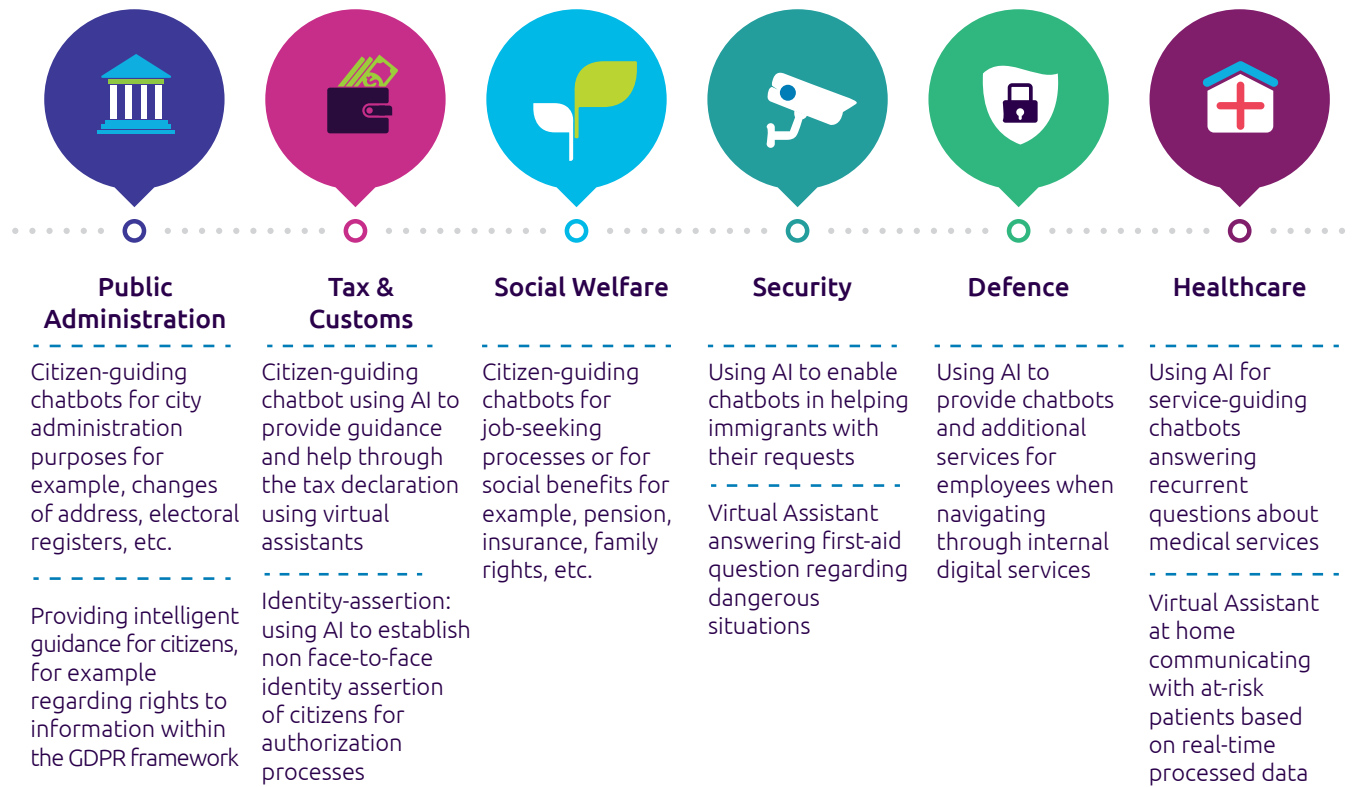 Public
Administration
Citizen-guiding
chatbots for city
administration
purposes for
example, changes
of address, electoral
registers, etc.
Providing intelligent
guidance for citizens,
for example
regarding rights to
information within
the GDPR framework
Tax &
Customs
Citizen-guiding
chatbot using AI to
provide guidance
and help through
the tax declaration
using virtual
assistants
Identity-assertion:
using AI to establish
non face-to-face
identity assertion
of citizens for
authorization
processes
Social Welfare
Citizen-guiding
chatbots for
job-seeking
processes or for
social benefits for
example, pension,
insurance, family
rights, etc.
Security
Using AI to enable
chatbots in helping
immigrants with
their requests
Virtual Assistant
answering first-aid
question regarding
dangerous
situations
Defence
Using AI to
provide chatbots
and additional
services for
employees when
navigating
through internal
digital services
Healthcare
Using AI for
service-guiding
chatbots
answering
recurrent
questions about
medical services
Virtual Assistant
at home
communicating
with at-risk
patients based
on real-time
processed data